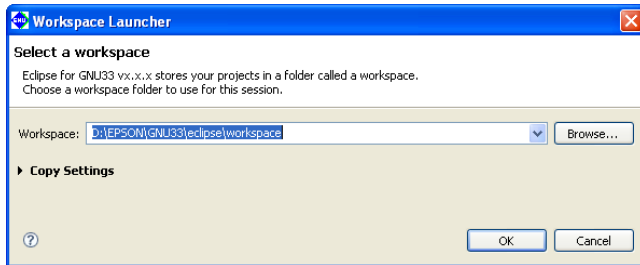 GNU Workspace Launcher
Select a workspace
Eclipse for GNU33 vx.x.x stores your projects in a folder called a workspace.
Choose a workspace folder to use for this session.
Workspace: D:\EPSON\GNU33\eclipse\workspace Browse...
Copy Settings
? OK Cancel